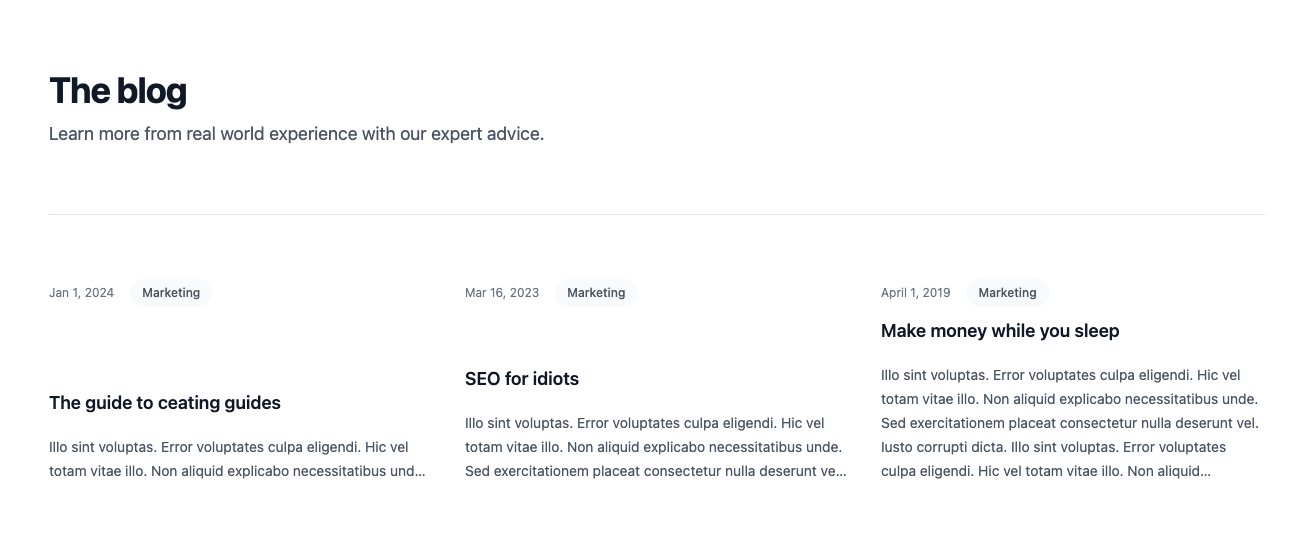 The blog
Learn more from real world experience with our expert advice.
Jan 1, 2024 Marketing
The guide to ceating guides
Illo sint voluptas. Error voluptates culpa eligendi. Hic vel
totam vitae illo. Non aliquid explicabo necessitatibus und...
Mar 16, 2023 Marketing
SEO for idiots
Illo sint voluptas. Error voluptates culpa eligendi. Hic vel
totam vitae illo. Non aliquid explicabo necessitatibus unde.
Sed exercitationem placeat consectetur nulla deserunt ve...
April 1, 2019 Marketing
Make money while you sleep
Illo sint voluptas. Error voluptates culpa eligendi. Hic vel
totam vitae illo. Non aliquid explicabo necessitatibus unde.
Sed exercitationem placeat consectetur nulla deserunt vel.
Iusto corrupti dicta. Illo sint voluptas. Error voluptates
culpa eligendi. Hic vel totam vitae illo. Non aliquid...